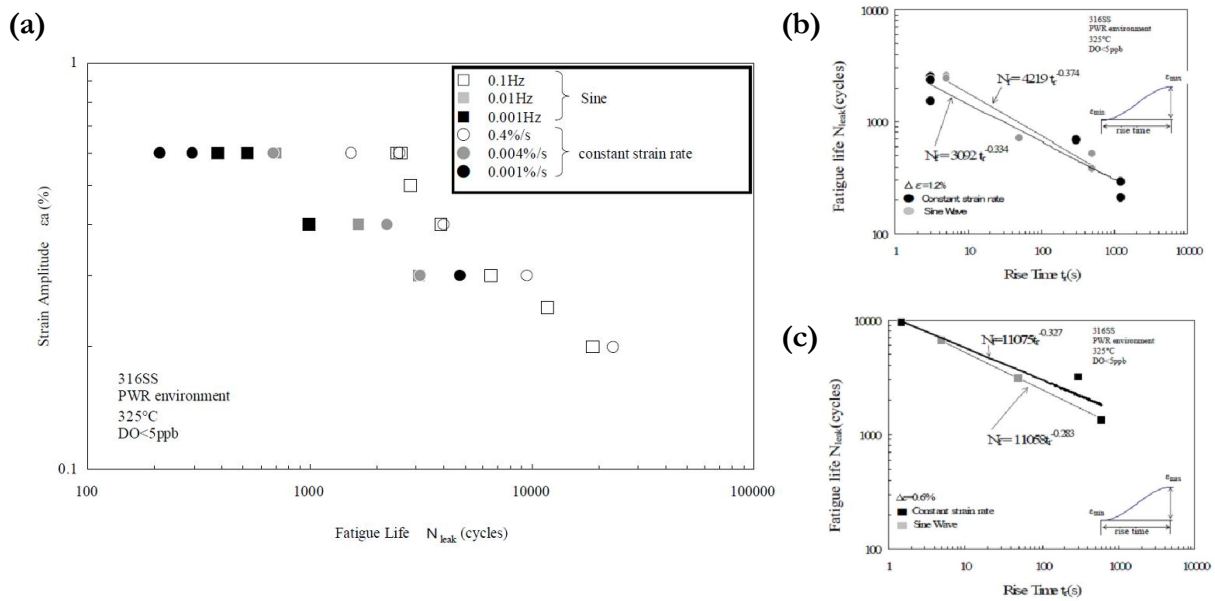 (a)
1
0.1Hz
0.01Hz
0.001Hz
Sine
0.4%/s
0.004%/s
0.001%/s
constant strain rate
Strain Amplitude εa (%)
316SS
PWR environment
325°C
DO<5ppb
0.1
100
1000
10000
100000
Fatigue Life N leak (cycles)
(b)
10000
1000
100
Fatigue life Nleak(cycles)
316SS
PWR environment
325°C
DO<5ppb
Nf=4219 tr-0.374
εmin
rise time
Nf=3092 tr-0.334
Δε=1.2%
Constant strain rate
Sine Wave
1
10
100
1000
10000
Rise Time tr(s)
(c)
10000
1000
100
Fatigue life Nleak(cycles)
Nf=11075tr-0.327
316SS
PWR environment
325°C
DO<5ppb
Nf=11058tr-0.283
Δε=0.6%
Constant strain rate
Sine Wave
εmin
rise time
1
10
100
1000
10000
Rise Time tr(s)